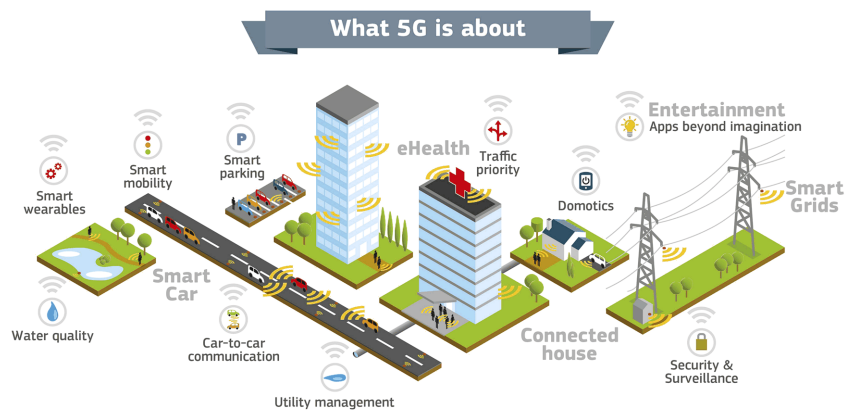 What 5G is about
Entertainment
Apps beyond imagination
eHealth
Smart
wearables
Smart
mobility
P
Smart
parking
Traffic
priority
Domotics
Smart
Grids
Smart
Car
Water quality
Car-to-car
communication
Utility management
Connected
house
Security &
Surveillance